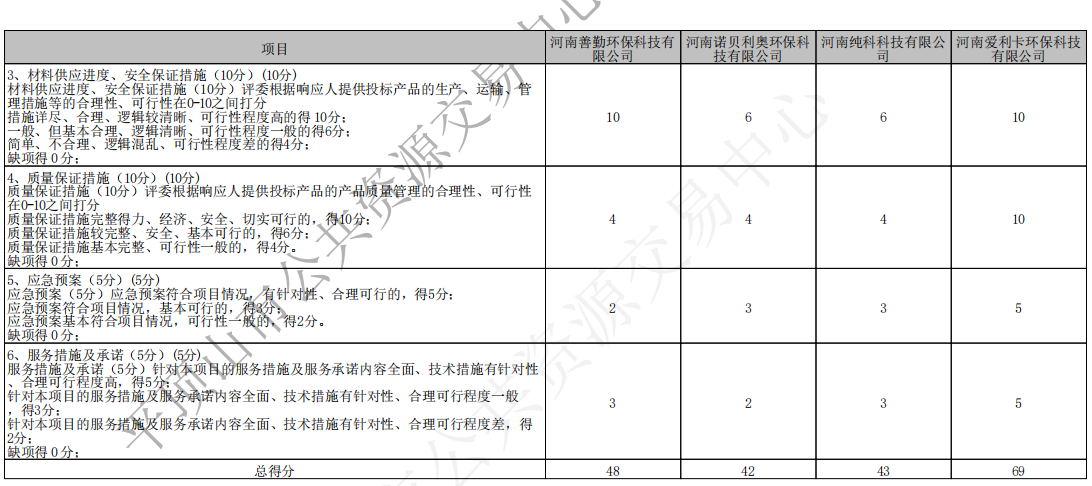 项目
河南善勤环保科技有
限公司
河南诺贝利奥环保科
技有限公司
河南纯科科技有限公
司
河南爱利卡环保科技
有限公司
3、材料供应进度、安全保证措施（10分）(10分)
材料供应进度、安全保证措施（10分）评委根据响应人提供投标产品的生产、运输、管
理措施等的合理性、可行性在0-10之间打分
措施详尽、合理、逻辑较清晰、可行性程度高的得 10分；
一般、但基本合理、逻辑清晰、可行性程度一般的得6分；
简单、不合理、逻辑混乱、可行性程度差的得4分；
缺项得 0 分；
10
6
6
10
4、质量保证措施（10分）(10分)
质量保证措施（10分）评委根据响应人提供投标产品的产品质量管理的合理性、可行性
在0-10之间打分
质量保证措施完整得力、经济、安全、切实可行的，得10分；
质量保证措施较完整、安全、基本可行的，得6分；
质量保证措施基本完整、可行性一般的，得4分。
缺项得 0 分；
4
4
4
10
5、应急预案（5分）(5分)
应急预案（5分）应急预案符合项目情况，有针对性、合理可行的，得5分；
应急预案符合项目情况，基本可行的，得3分；
应急预案基本符合项目情况，可行性一般的，得2分。
缺项得 0 分；
2
3
3
5
6、服务措施及承诺（5分）(5分)
服务措施及承诺（5分）针对本项目的服务措施及服务承诺内容全面、技术措施有针对性
、合理可行程度高，得5分；
针对本项目的服务措施及服务承诺内容全面、技术措施有针对性、合理可行程度一般
，得3分；
针对本项目的服务措施及服务承诺内容全面、技术措施有针对性、合理可行程度差，得
2分；
缺项得 0 分；
3
2
3
5
总得分
48
42
43
69
平顶山市公共资源交易中心
公共资源交易中心